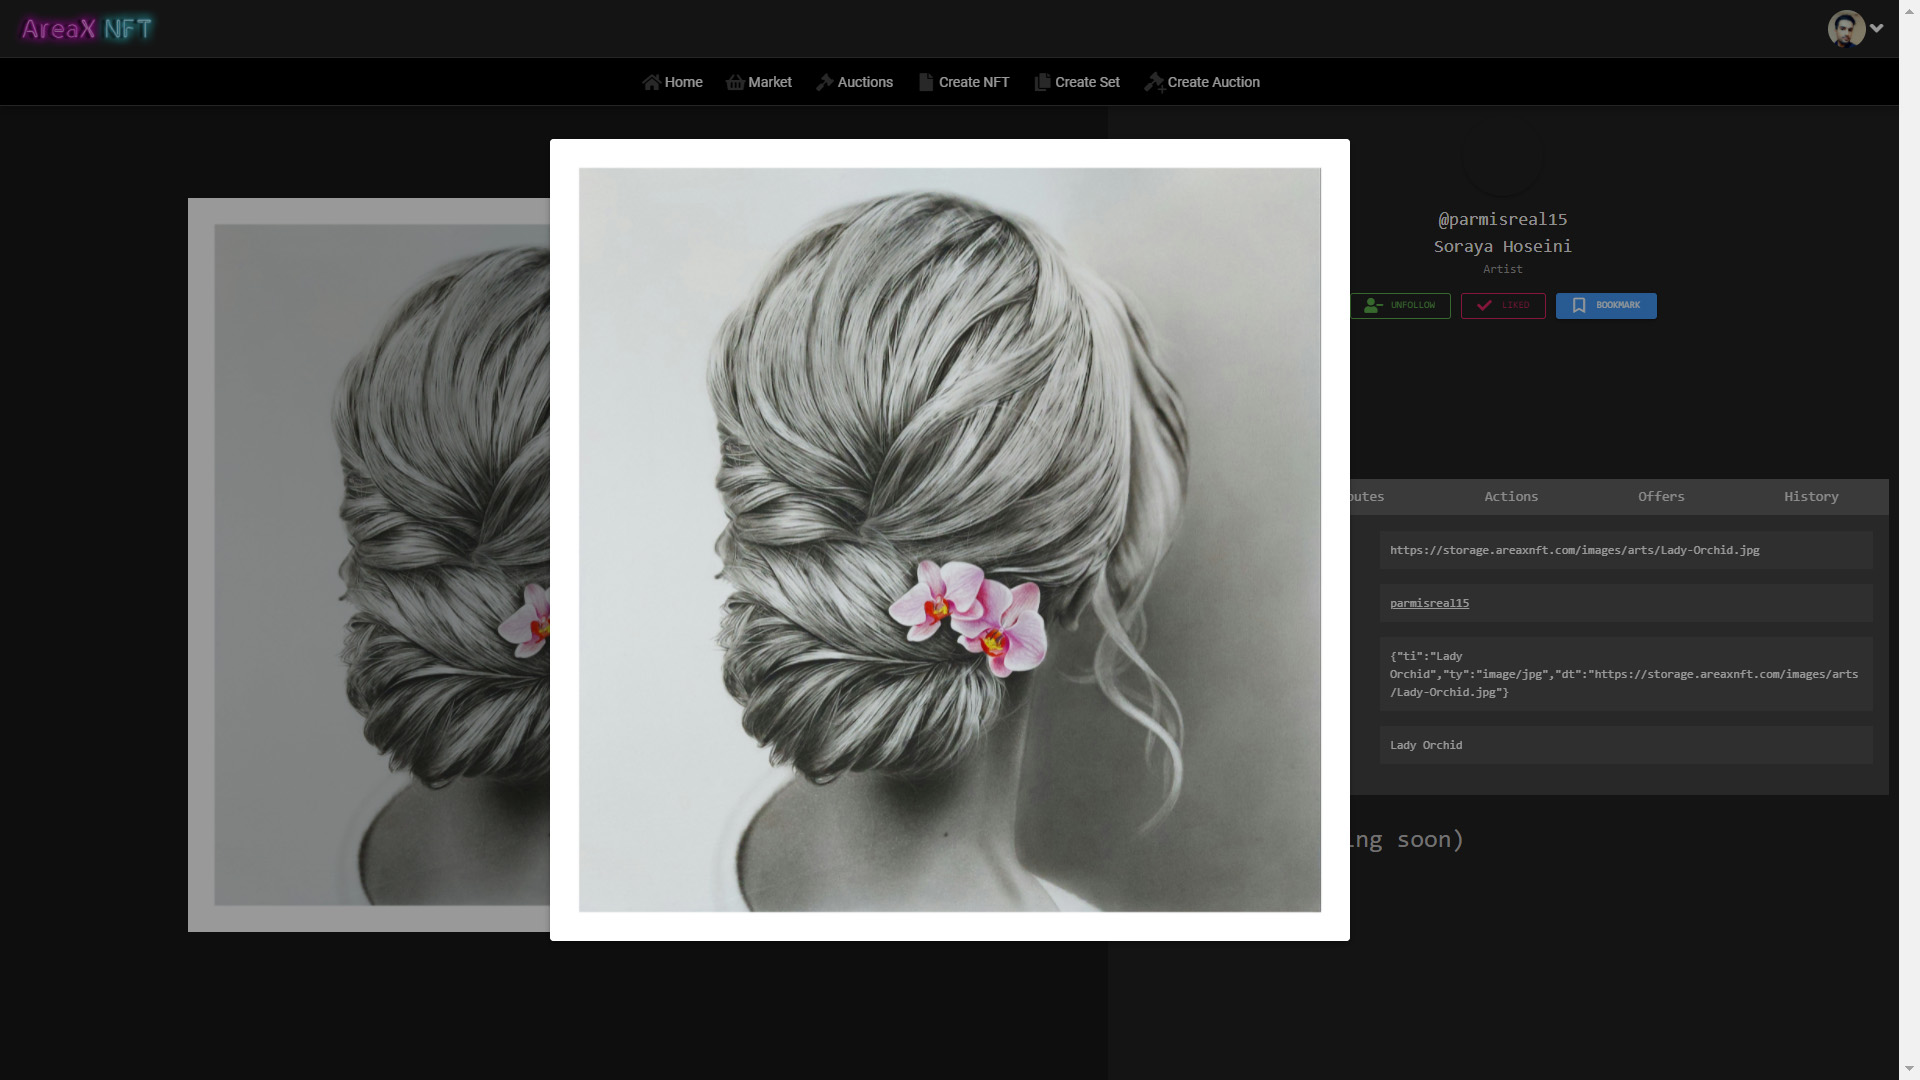 AreaX NFT
Home
Market
Auctions
Create NFT
Create Set
Create Auction
@parmisreal15
Soraya Hoseini
Artist
UNFOLLOW
LIKED
BOOKMARK
Actions
Offers
History
https://storage.areaxnft.com/images/arts/Lady-Orchid.jpg
parmisreal15
{"ti":"Lady
Orchid","ty":"image/jpg","dt":"https://storage.areaxnft.com/images/arts
/Lady-Orchid.jpg"}
Lady Orchid
soon)